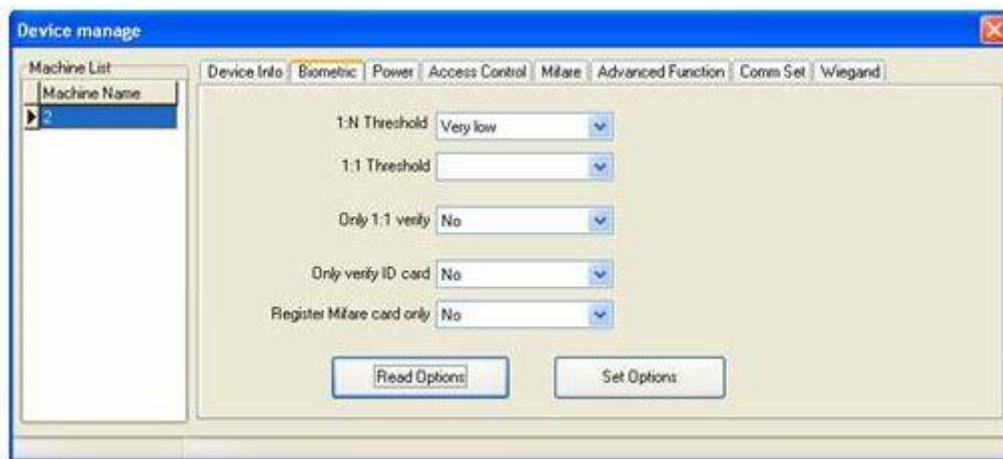 Device manage
Machine List
Machine Name
2
Device Info Biometric Power Access Control Mifare Advanced Function Comm Set Wiegand
1:N Threshold Very low
1:1 Threshold
Only 1:1 verify No
Only verify ID card No
Register Mifare card only No
Read Options Set Options